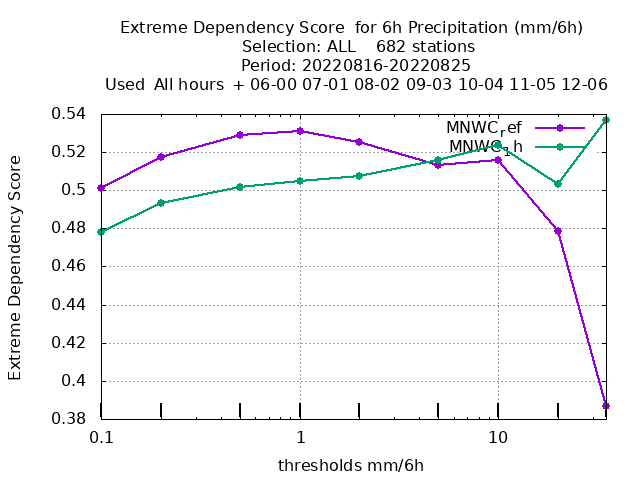 Extreme Dependency Score  for 6h Precipitation (mm/6h)
Selection: ALL    682 stations
Period: 20220816-20220825
Used  All hours  + 06-00 07-01 08-02 09-03 10-04 11-05 12-06
MNWC_ref
MNWC_1h
0.54
0.52
0.5
0.48
0.46
0.44
0.42
0.4
0.38
Extreme Dependency Score
0.1
1
10
thresholds mm/6h